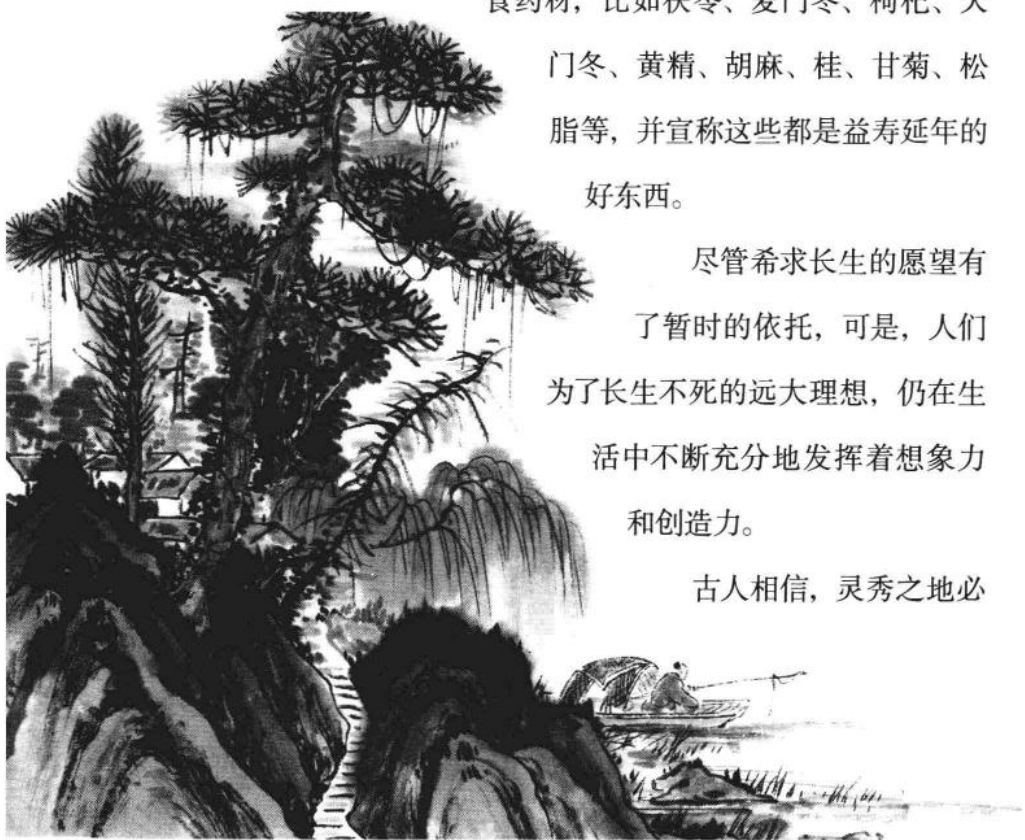 食药材，比如茯苓、麦门冬、枸杞、天
门冬、黄精、胡麻、桂、甘菊、松
脂等，并宣称这些都是益寿延年的
好东西。
尽管希求长生的愿望有
了暂时的依托，可是，人们
为了长生不死的远大理想，仍在生
活中不断充分地发挥着想象力
和创造力。
古人相信，灵秀之地必